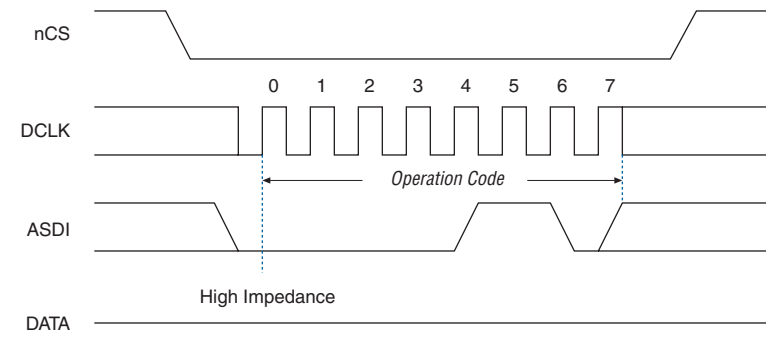 nCS
0 1 2 3 4 5 6 7
DCLK
Operation Code
ASDI
High Impedance
DATA